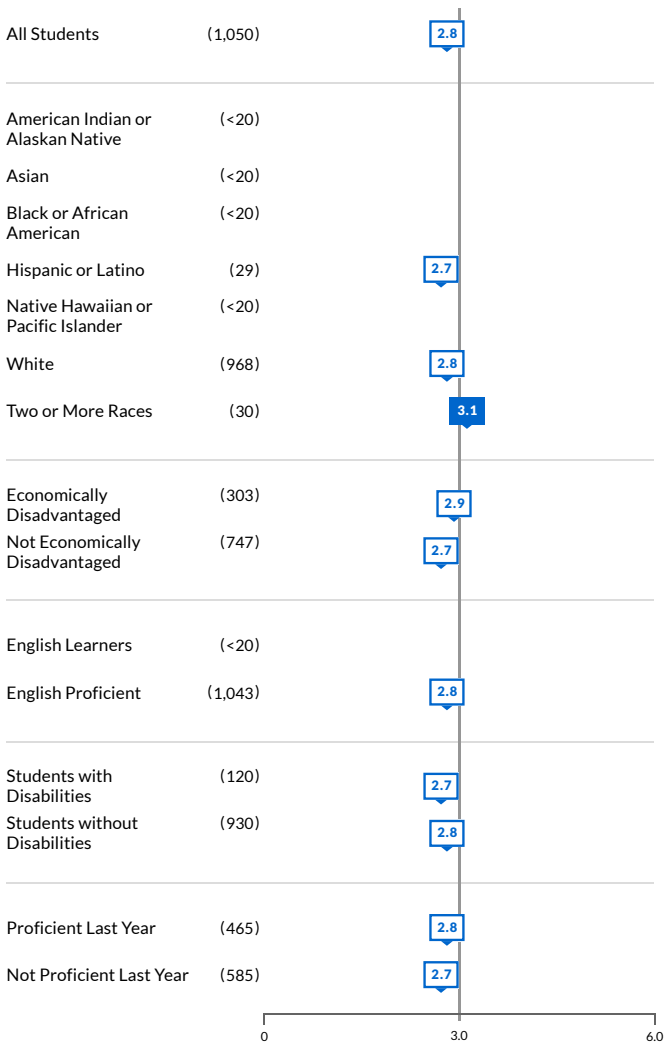 All Students (1,050) 2.8
American Indian or (<20)
Alaskan Native
Asian (<20)
Black or African (<20)
American
Hispanic or Latino (29) 2.7
Native Hawaiian or (<20)
Pacific Islander
White (968) 2.8
Two or More Races (30) 3.1
Economically (303) 2.9
Disadvantaged
Not Economically (747) 2.7
Disadvantaged
English Learners (<20)
English Proficient (1,043) 2.8
Students with (120) 2.7
Disabilities
Students without (930) 2.8
Disabilities
Proficient Last Year (465) 2.8
Not Proficient Last Year (585) 2.7
0 3.0 6.0